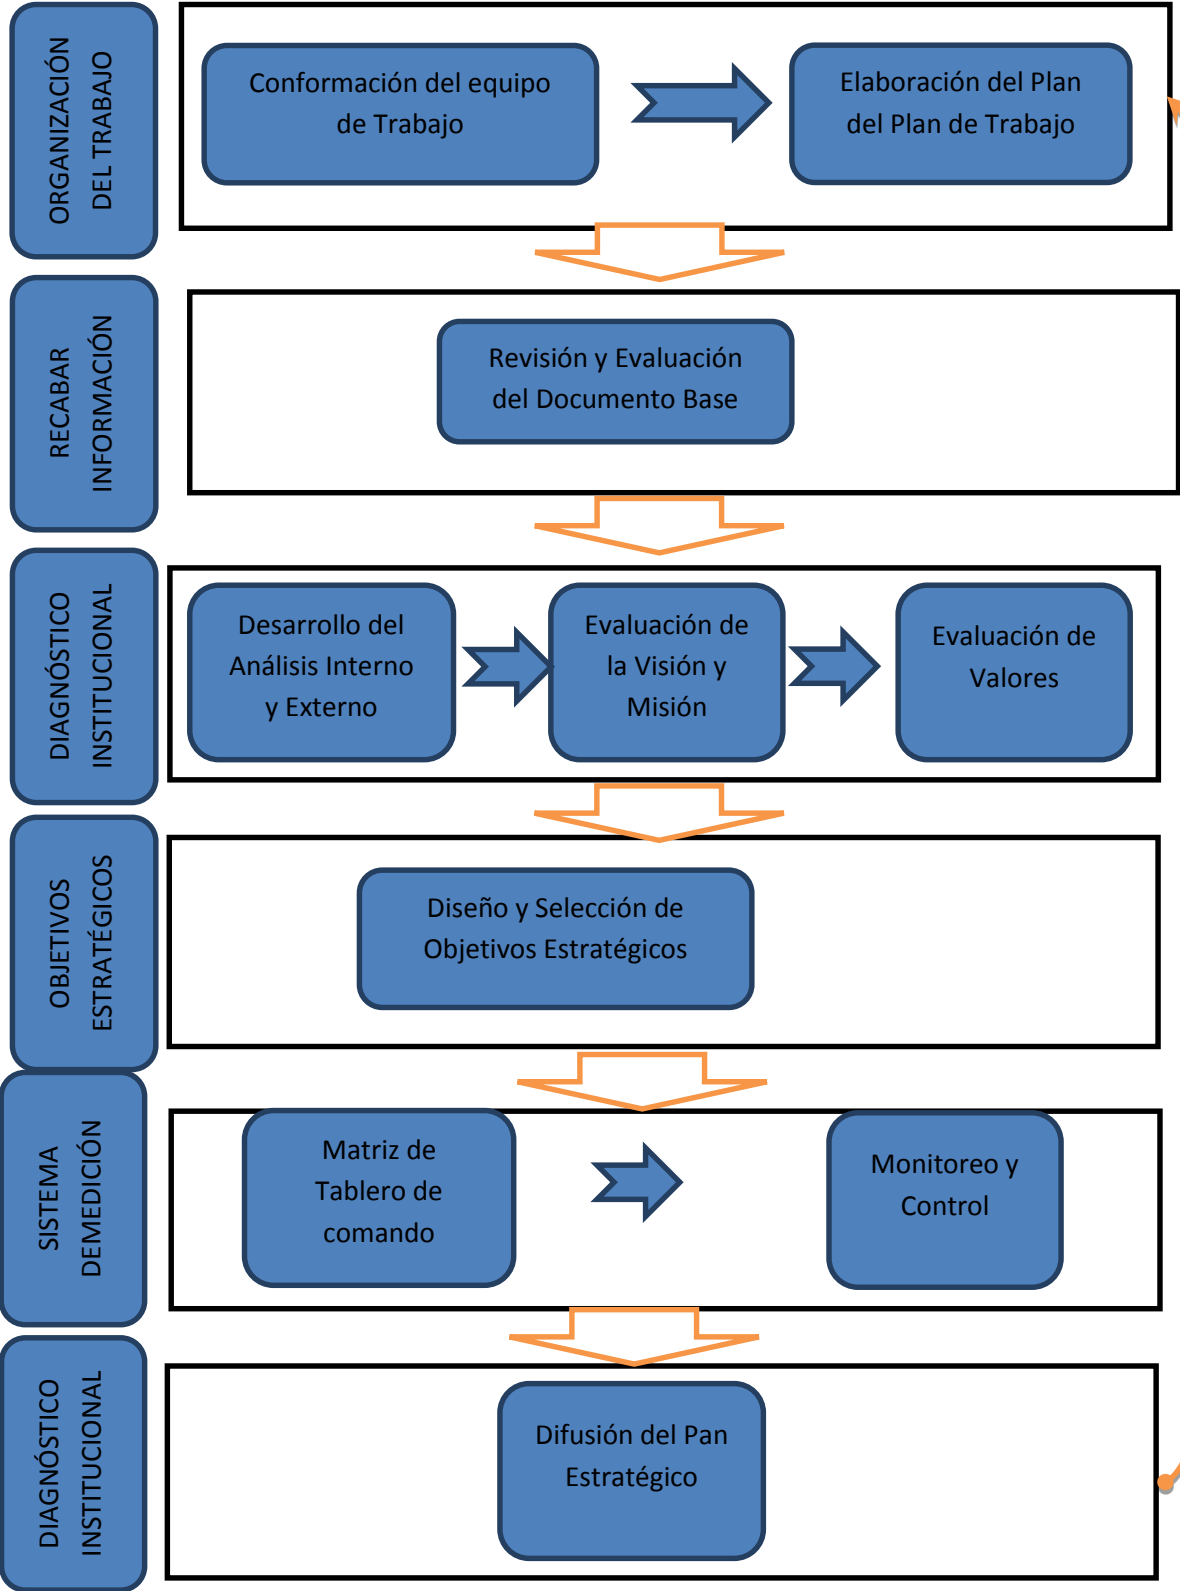 ORGANIZACIÓN
DEL TRABAJO
Conformación del equipo
de Trabajo
Elaboración del Plan
del Plan de Trabajo
RECABAR
INFORMACIÓN
Revisión y Evaluación
del Documento Base
DIAGNÓSTICO
INSTITUCIONAL
Desarrollo del
Análisis Interno
y Externo
Evaluación de
la Visión y
Misión
Evaluación de
Valores
OBJETIVOS
ESTRATÉGICOS
Diseño y Selección de
Objetivos Estratégicos
SISTEMA
DEMEDICIÓN
Matriz de
Tablero de
comando
Monitoreo y
Control
DIAGNÓSTICO
INSTITUCIONAL
Difusión del Pan
Estratégico